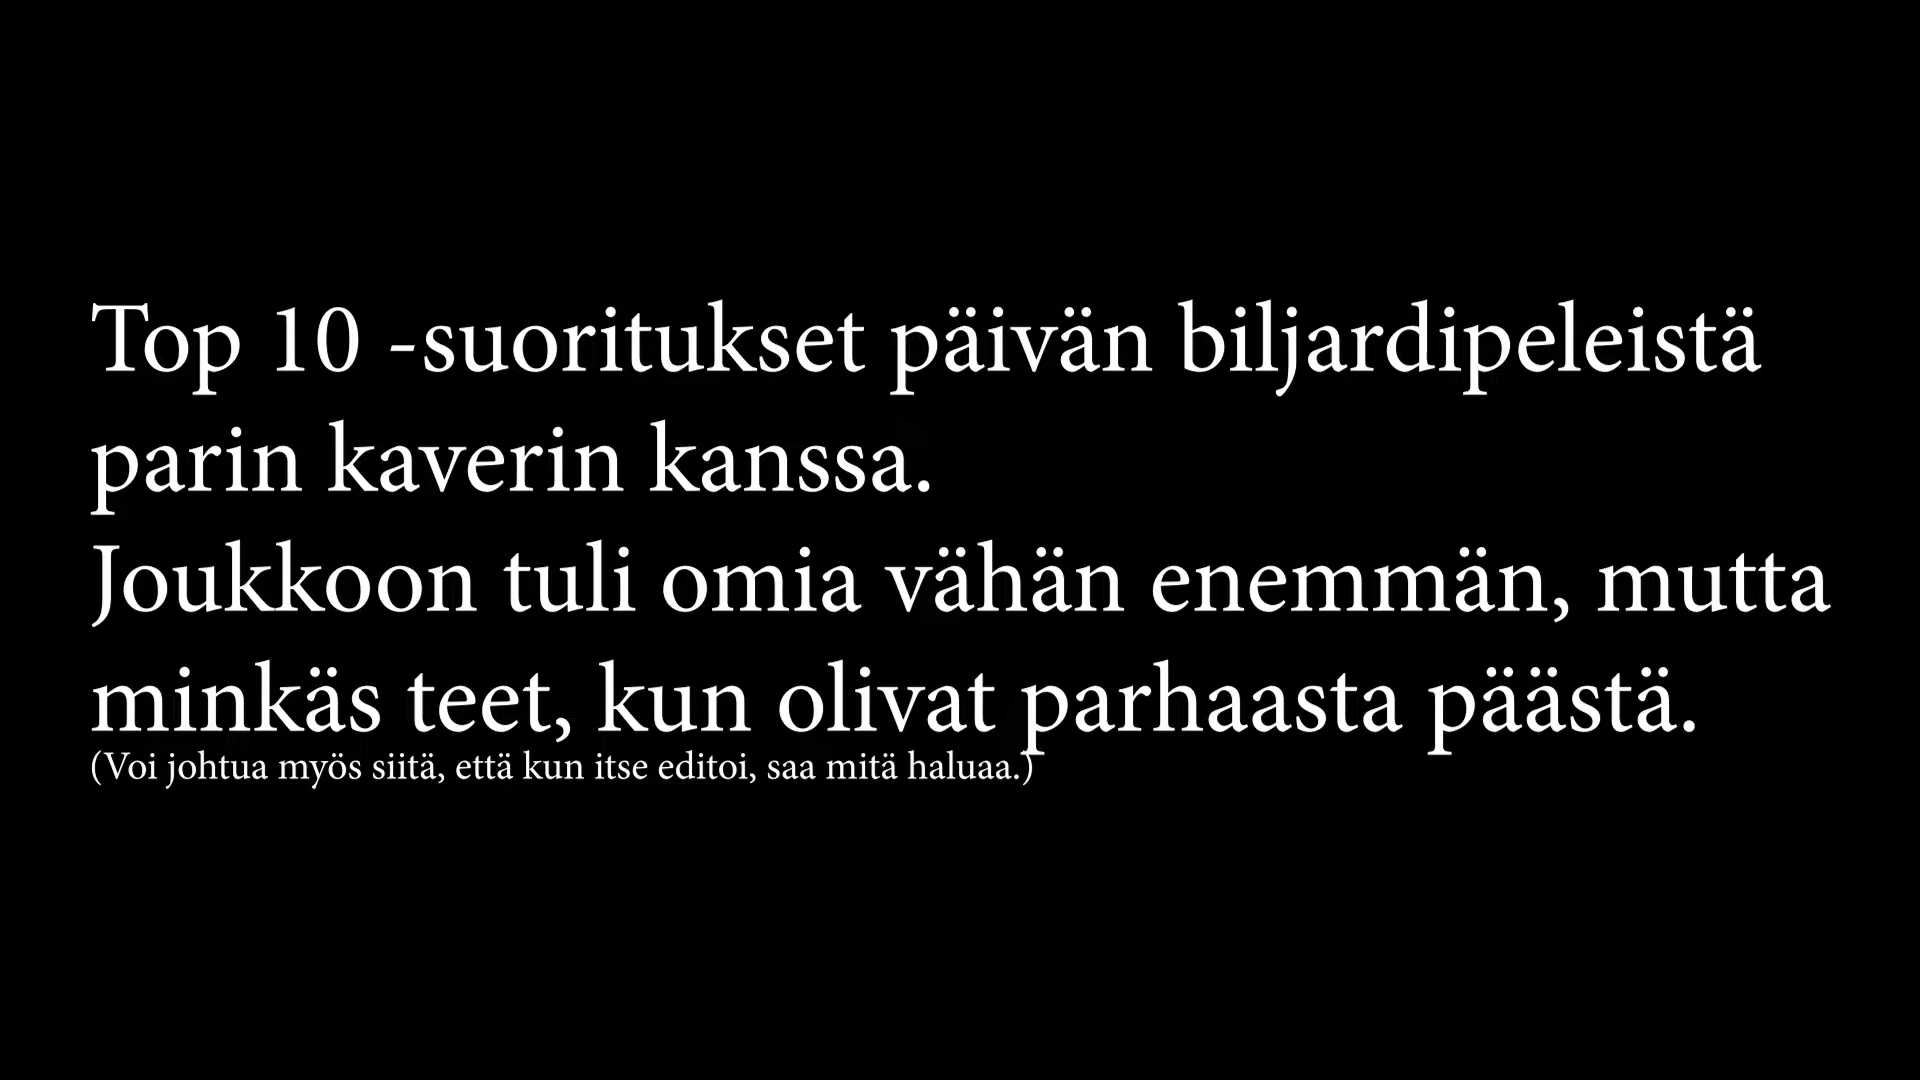 Top 10 -suoritukset päivän biljardipeleistä
parin kaverin kanssa.
Joukkoon tuli omia vähän enemmän, mutta
minkäs teet, kun olivat parhaasta päästä.
(Voi johtua myös siitä, että kun itse editoi, saa mitä haluaa.)